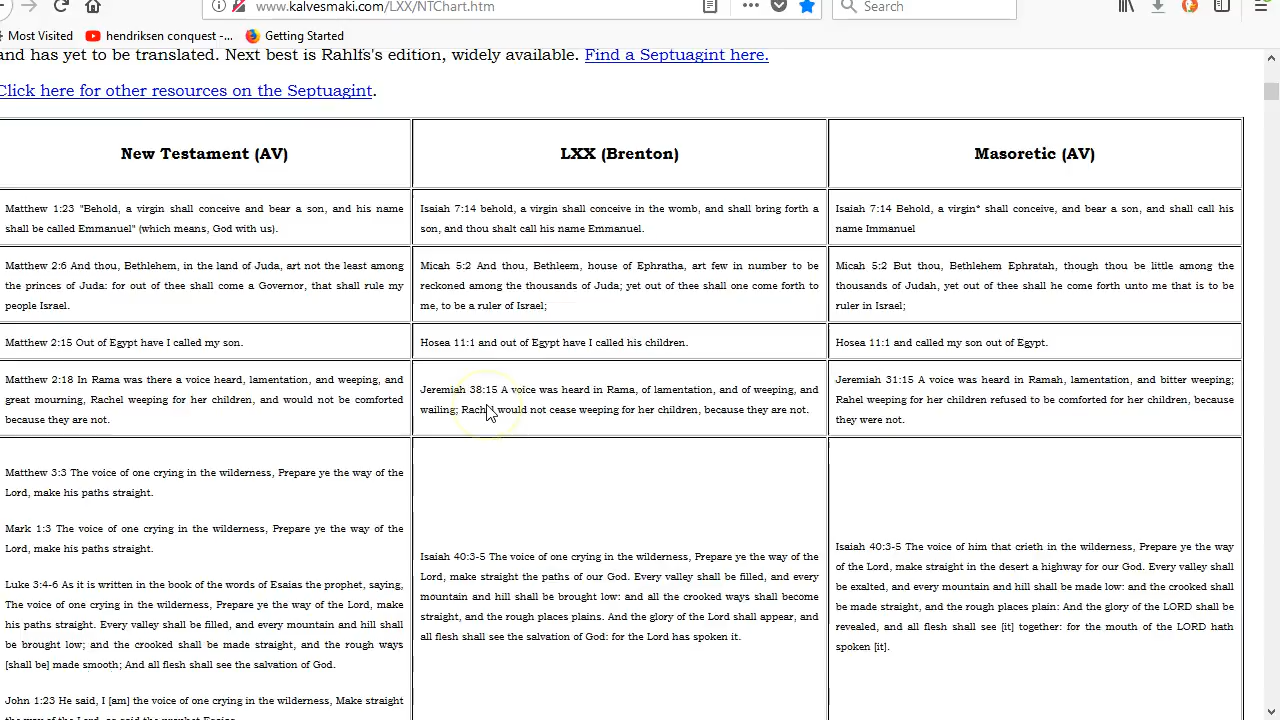 www.kalvesmaki.com/LXX/NTChart.htm
Search
Most Visited
hendriksen conquest -...
Getting Started
and has yet to be translated. Next best is Rahlfs's edition, widely available. Find a Septuagint here.
Click here for other resources on the Septuagint.
New Testament (AV)
LXX (Brenton)
Masoretic (AV)
Matthew 1:23 "Behold, a virgin shall conceive and bear a son, and his name
shall be called Emmanuel" (which means, God with us).
Isaiah 7:14 behold, a virgin shall conceive in the womb, and shall bring forth a
son, and thou shalt call his name Emmanuel.
Isaiah 7:14 Behold, a virgin* shall conceive, and bear a son, and shall call his
name Immanuel
Matthew 2:6 And thou, Bethlehem, in the land of Juda, art not the least among
the princes of Juda: for out of thee shall come a Governor, that shall rule my
people Israel.
Micah 5:2 And thou, Bethleem, house of Ephratha, art few in number to be
reckoned among the thousands of Juda; yet out of thee shall one come forth to
me, to be a ruler of Israel;
Micah 5:2 But thou, Bethlehem Ephratah, though thou be little among the
thousands of Judah, yet out of thee shall he come forth unto me that is to be
ruler in Israel;
Matthew 2:15 Out of Egypt have I called my son.
Hosea 11:1 and out of Egypt have I called his children.
Hosea 11:1 and called my son out of Egypt.
Matthew 2:18 In Rama was there a voice heard, lamentation, and weeping, and
great mourning, Rachel weeping for her children, and would not be comforted
because they are not.
Jeremiah 38:15 A voice was heard in Rama, of lamentation, and of weeping, and
wailing; Rachel would not cease weeping for her children, because they are not.
Jeremiah 31:15 A voice was heard in Ramah, lamentation, and bitter weeping;
Rahel weeping for her children refused to be comforted for her children, because
they were not.
Matthew 3:3 The voice of one crying in the wilderness, Prepare ye the way of the
Lord, make his paths straight.
Mark 1:3 The voice of one crying in the wilderness, Prepare ye the way of the
Lord, make his paths straight.
Luke 3:4-6 As it is written in the book of the words of Esaias the prophet, saying,
The voice of one crying in the wilderness, Prepare ye the way of the Lord, make
his paths straight. Every valley shall be filled, and every mountain and hill shall
be brought low; and the crooked shall be made straight, and the rough ways
[shall be] made smooth; And all flesh shall see the salvation of God.
John 1:23 He said, I [am] the voice of one crying in the wilderness, Make straight
the way of the Lord, as said the prophet Esaias.
Isaiah 40:3-5 The voice of one crying in the wilderness, Prepare ye the way of the
Lord, make straight the paths of our God. Every valley shall be filled, and every
mountain and hill shall be brought low: and all the crooked ways shall become
straight, and the rough places plains. And the glory of the Lord shall appear, and
all flesh shall see the salvation of God: for the Lord has spoken it.
Isaiah 40:3-5 The voice of him that crieth in the wilderness, Prepare ye the way
of the LORD, make straight in the desert a highway for our God. Every valley shall
be exalted, and every mountain and hill shall be made low: and the crooked shall
be made straight, and the rough places plain: And the glory of the LORD shall be
revealed, and all flesh shall see [it] together: for the mouth of the LORD hath
spoken [it].